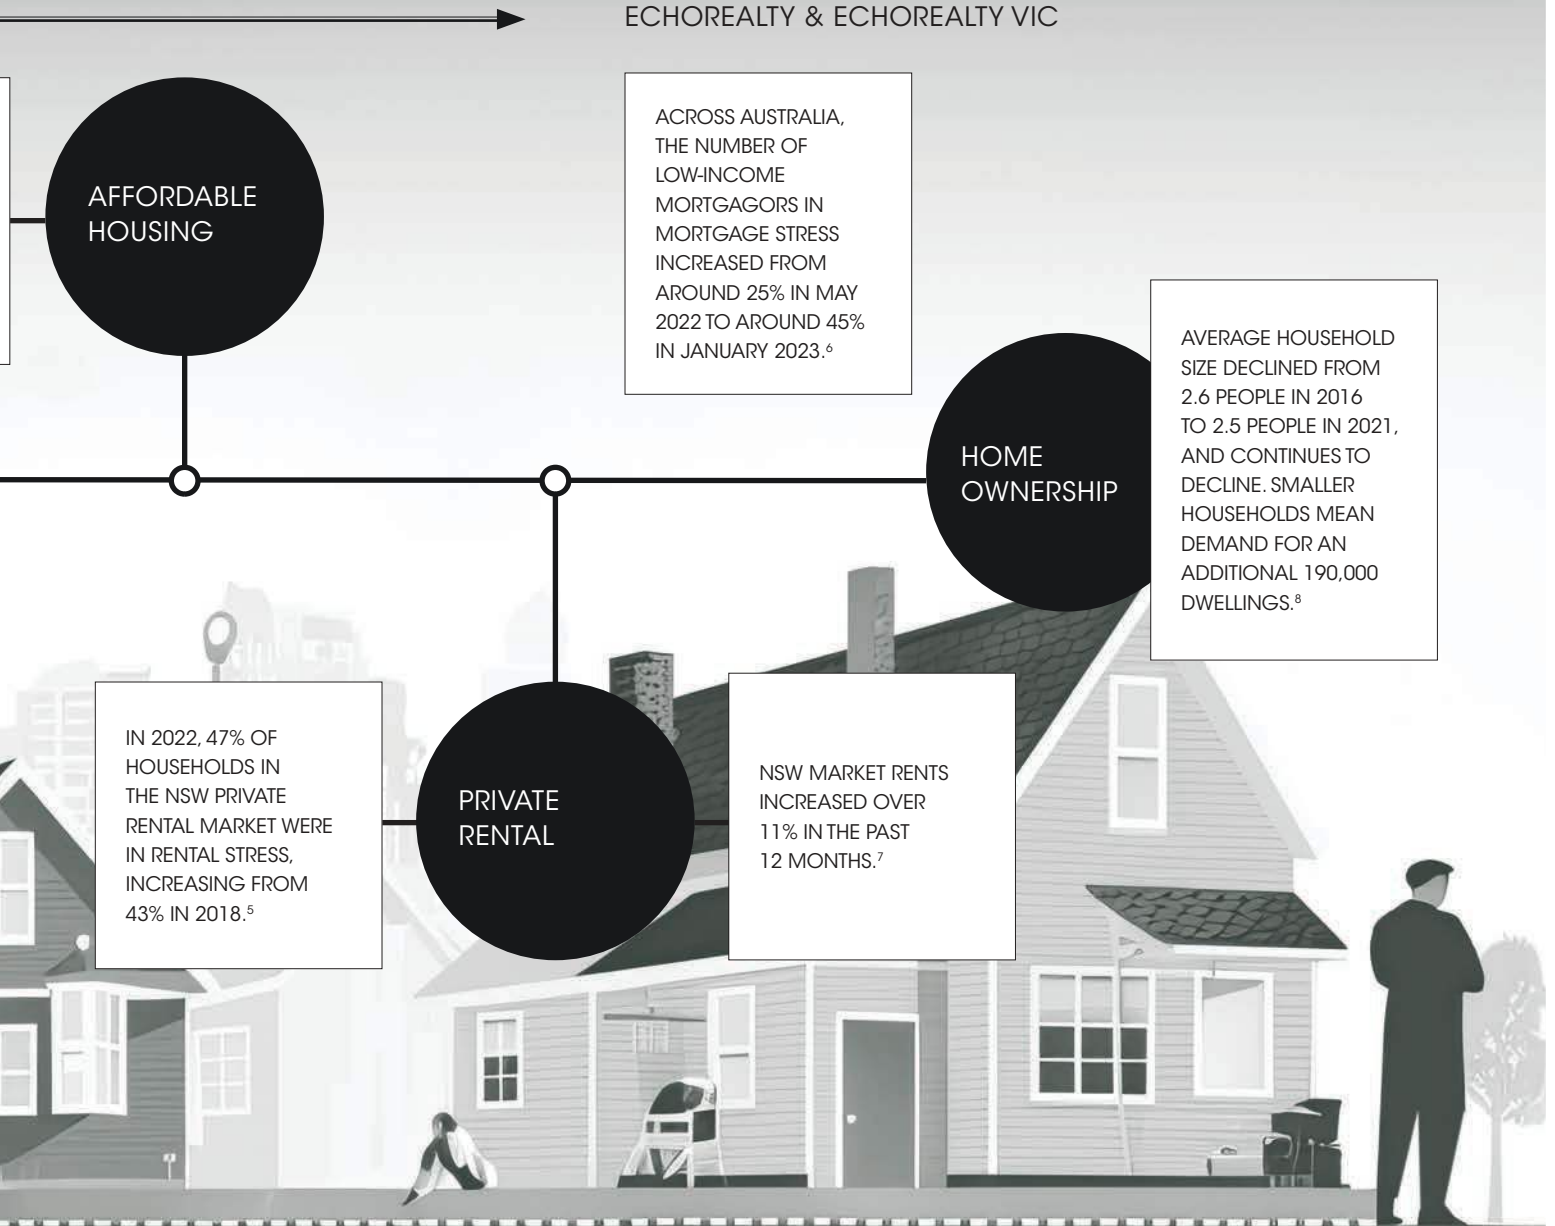 ECHOREALTY & ECHOREALTY VIC
AFFORDABLE
HOUSING
ACROSS AUSTRALIA,
THE NUMBER OF
LOW-INCOME
MORTGAGORS IN
MORTGAGE STRESS
INCREASED FROM
AROUND 25% IN MAY
2022 TO AROUND 45%
IN JANUARY 2023.⁶
HOME
OWNERSHIP
AVERAGE HOUSEHOLD
SIZE DECLINED FROM
2.6 PEOPLE IN 2016
TO 2.5 PEOPLE IN 2021,
AND CONTINUES TO
DECLINE. SMALLER
HOUSEHOLDS MEAN
DEMAND FOR AN
ADDITIONAL 190,000
DWELLINGS.⁸
IN 2022, 47% OF
HOUSEHOLDS IN
THE NSW PRIVATE
RENTAL MARKET WERE
IN RENTAL STRESS,
INCREASING FROM
43% IN 2018.⁵
PRIVATE
RENTAL
NSW MARKET RENTS
INCREASED OVER
11% IN THE PAST
12 MONTHS.⁷